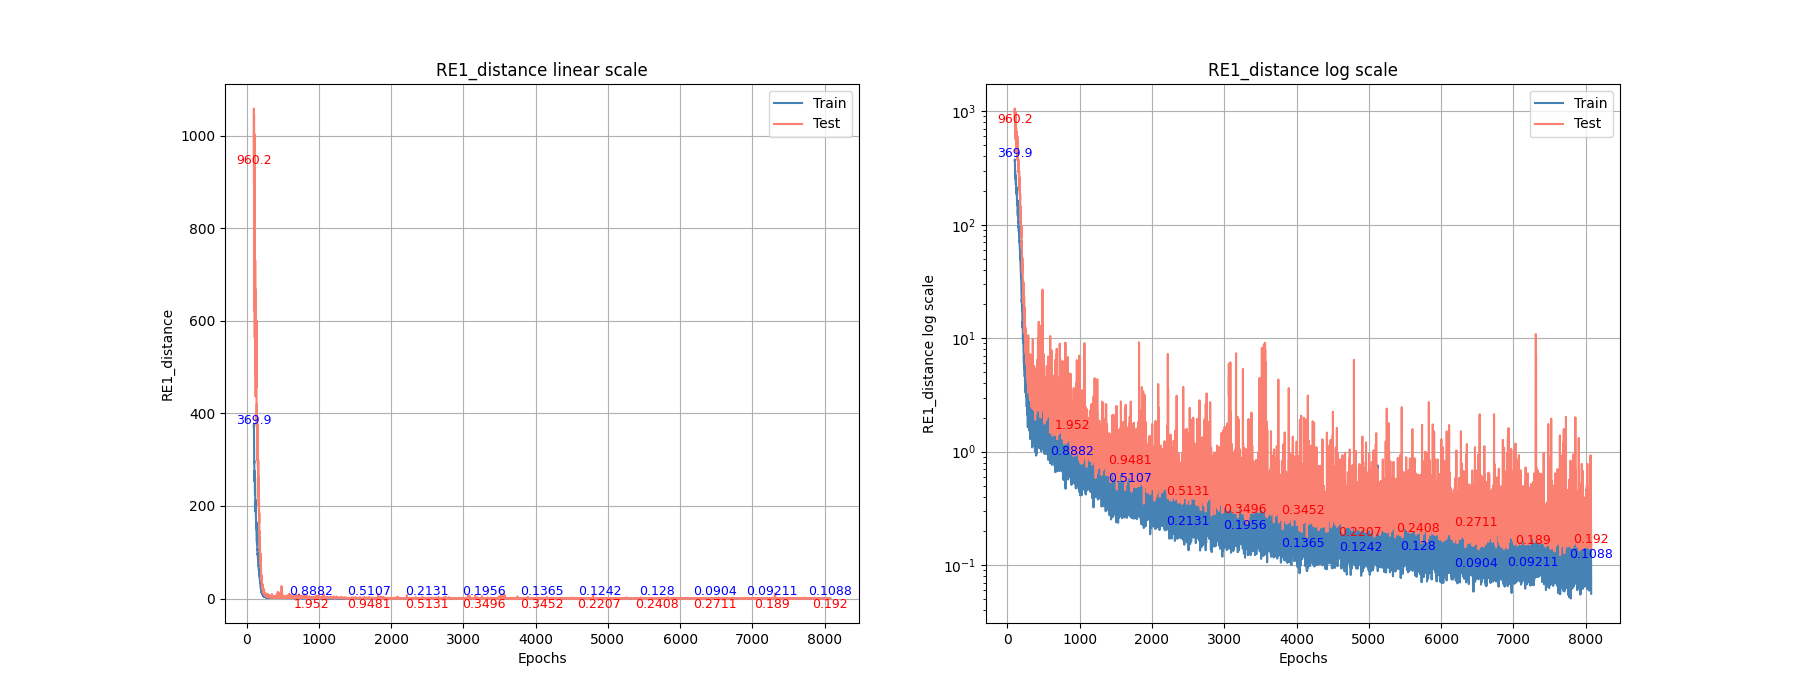 RE1_distance linear scale
Train
Test
1000
800
600
400
200
0
RE1_distance
960.2
369.9
0.8882 0.5107 0.2131 0.1956 0.1365 0.1242 0.128 0.0904 0.09211 0.1088
1.952 0.9481 0.5131 0.3496 0.3452 0.2207 0.2408 0.2711 0.189 0.192
0 1000 2000 3000 4000 5000 6000 7000 8000
Epochs
RE1_distance log scale
Train
Test
10³
10²
10¹
10⁰
10⁻¹
RE1_distance log scale
960.2
369.9
1.952
0.8882
0.9481
0.5107
0.5131
0.2131
0.3496
0.1956
0.3452
0.1365
0.2207
0.1242
0.2408
0.128
0.2711
0.0904
0.189
0.09211
0.192
0.1088
0 1000 2000 3000 4000 5000 6000 7000 8000
Epochs